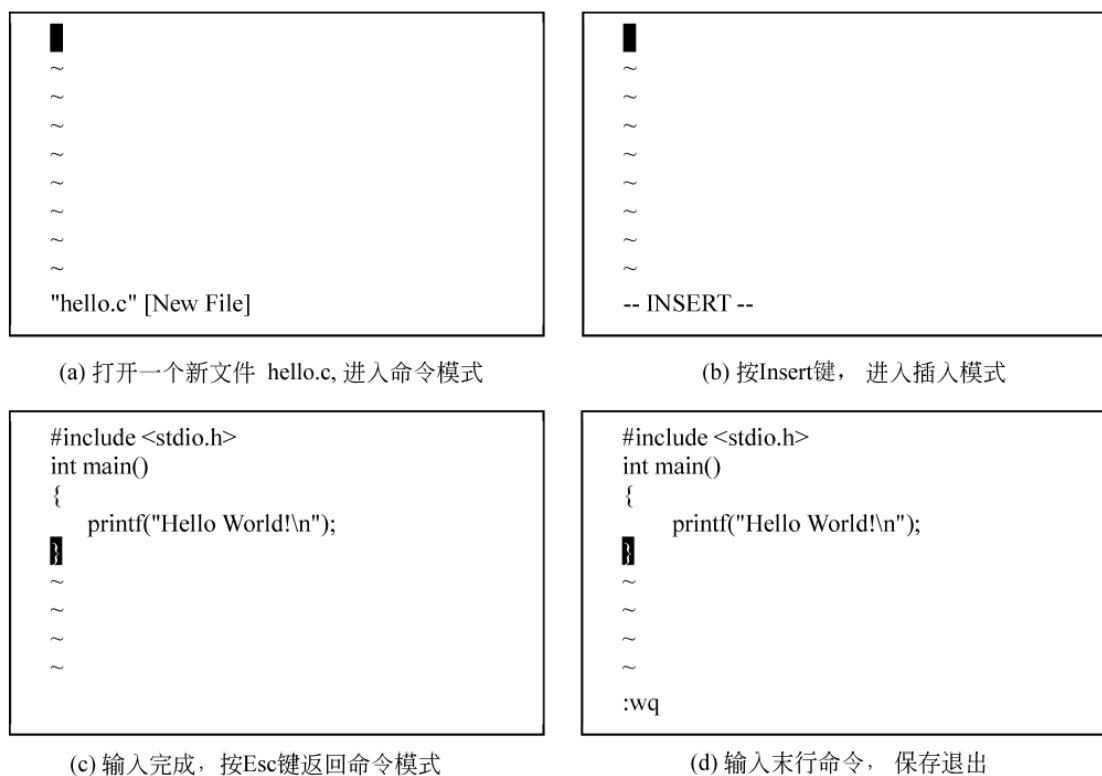 ~
~
~
~
~
~
~
~
"hello.c" [New File]
(a) 打开一个新文件 hello.c, 进入命令模式
~
~
~
~
~
~
~
~
-- INSERT --
(b) 按Insert键， 进入插入模式
#include <stdio.h>
int main()
{
printf("Hello World!\n");
}
~
~
~
~
(c) 输入完成，按Esc键返回命令模式
#include <stdio.h>
int main()
{
printf("Hello World!\n");
}
~
~
~
~
:wq
(d) 输入末行命令， 保存退出